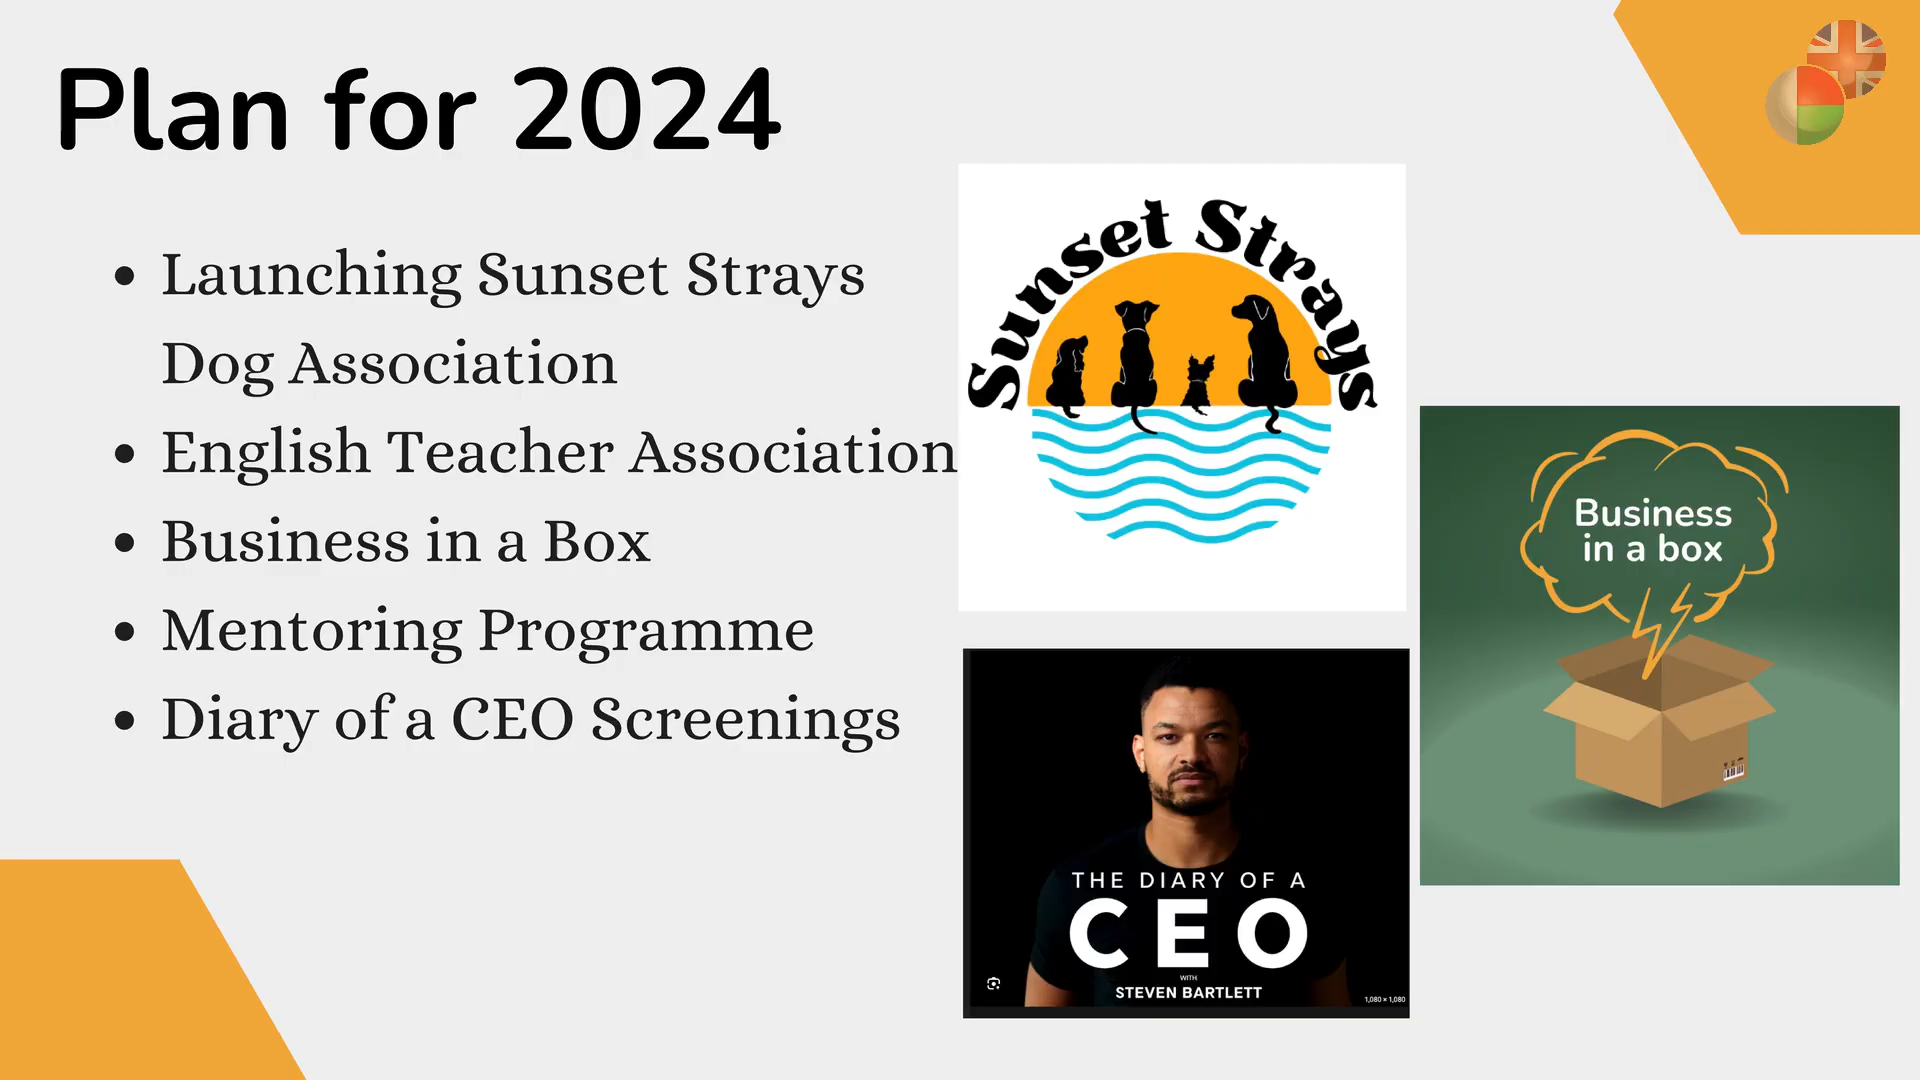 Plan for 2024
• Launching Sunset Strays
Dog Association
• English Teacher Association
• Business in a Box
• Mentoring Programme
• Diary of a CEO Screenings
Sunset Strays
Business
in a box
THE DIARY OF A
CEO
WITH
STEVEN BARTLETT
1,080 × 1,080